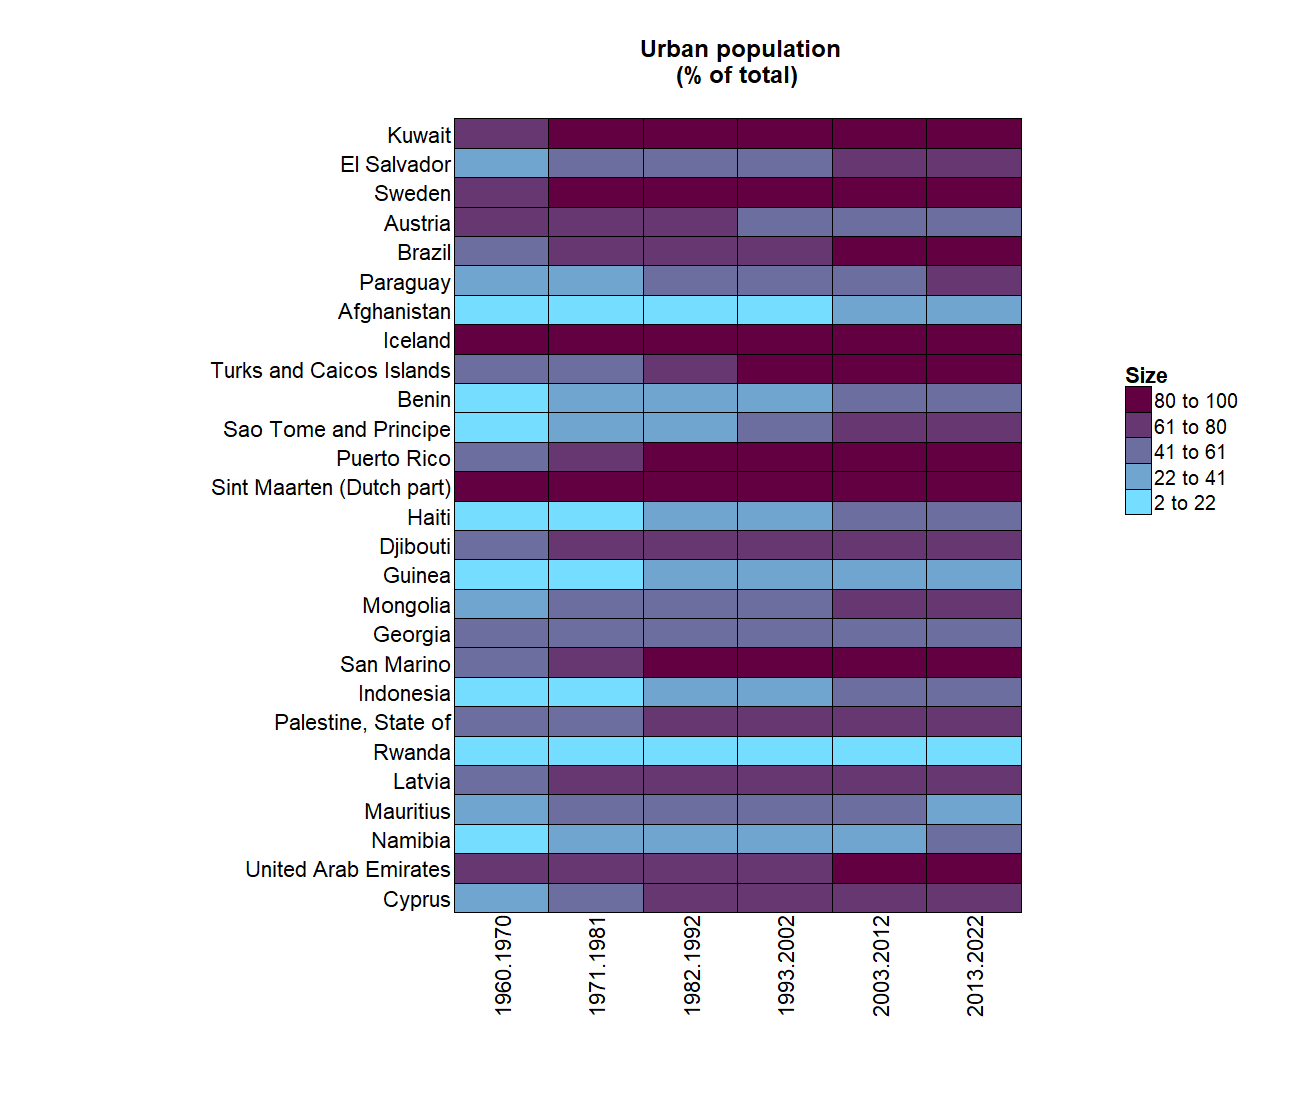 Urban population
(% of total)
Kuwait
El Salvador
Sweden
Austria
Brazil
Paraguay
Afghanistan
Iceland
Turks and Caicos Islands
Benin
Sao Tome and Principe
Puerto Rico
Sint Maarten (Dutch part)
Haiti
Djibouti
Guinea
Mongolia
Georgia
San Marino
Indonesia
Palestine, State of
Rwanda
Latvia
Mauritius
Namibia
United Arab Emirates
Cyprus
1960.1970
1971.1981
1982.1992
1993.2002
2003.2012
2013.2022
Size
80 to 100
61 to 80
41 to 61
22 to 41
2 to 22